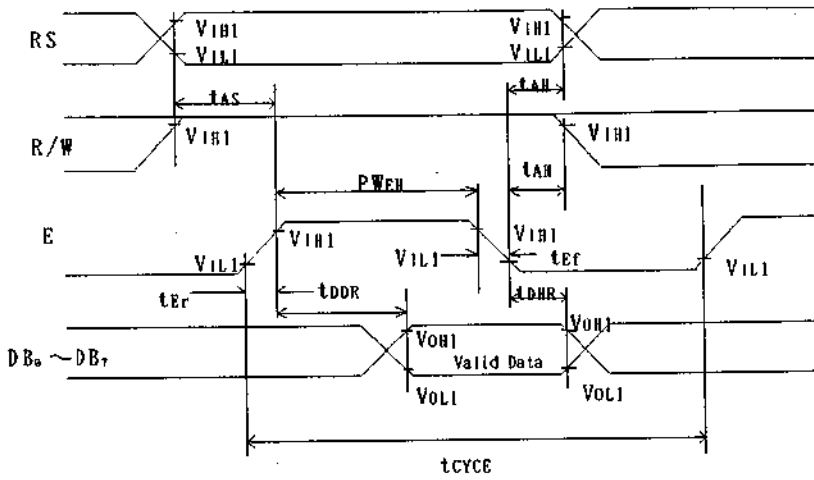 RS
VIH1
VIL1
VIH1
VIL1
tAS
tAH
R/W
VIH1
VIH1
PWEH
tAH
E
VIH1
VIH1
VIL1
VIL1
tEf
VIL1
tEr
tDDR
tDHR
DB0 ~DB7
VOH1
Valid Data
VOH1
VOL1
VOL1
tCYCE